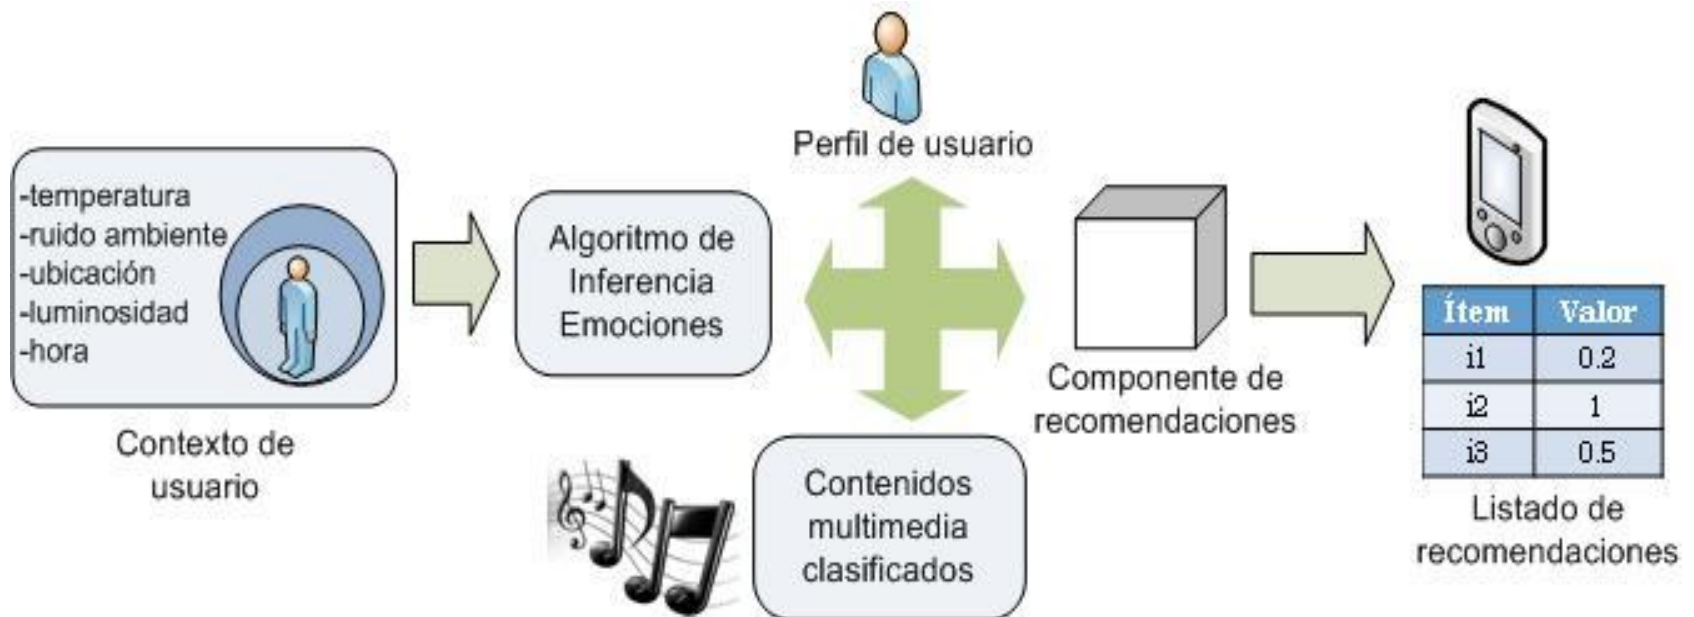 Perfil de usuario
-temperatura
-ruido ambiente
-ubicación
-luminosidad
-hora
Contexto de
usuario
Algoritmo de
Inferencia
Emociones
Contenidos
multimedia
clasificados
Componente de
recomendaciones
Ítem Valor
i1 0.2
i2 1
i3 0.5
Listado de
recomendaciones